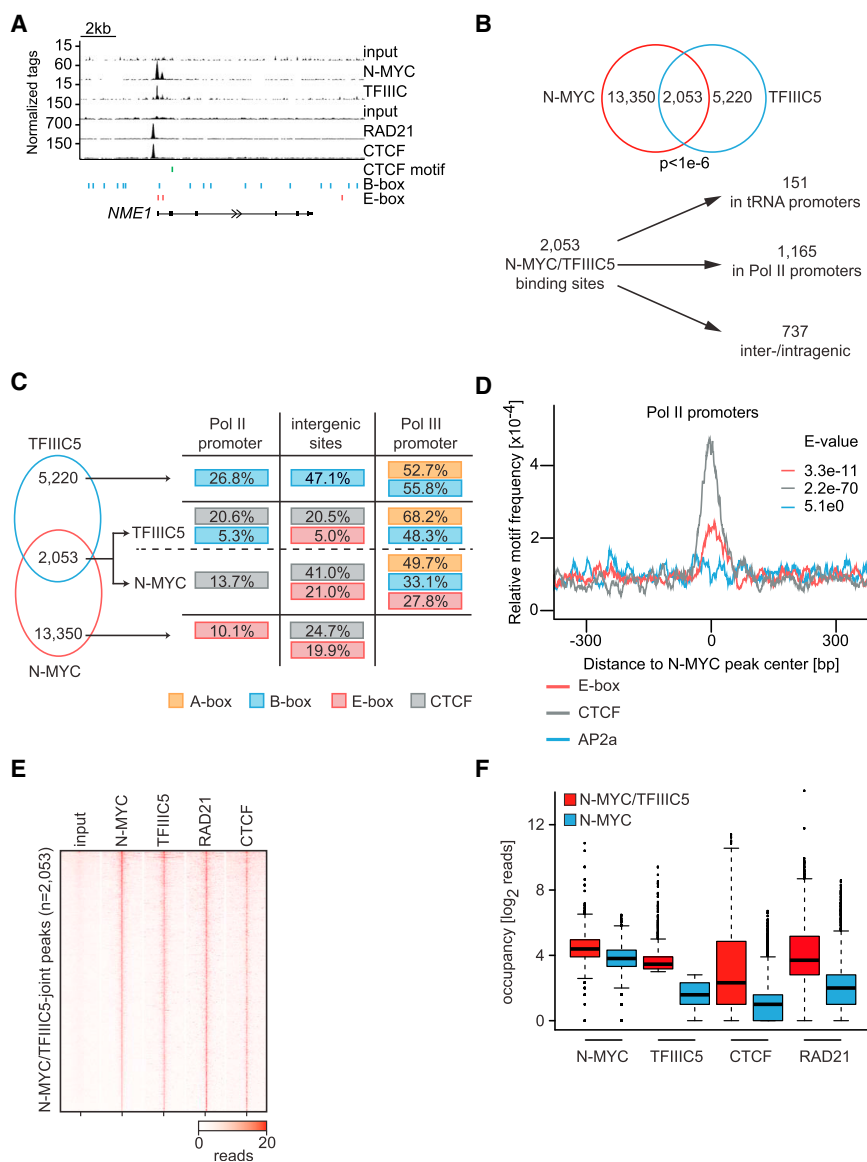 A
2kb
Normalized tags
15
input
60
N-MYC
15
TFIIIC
150
input
700
RAD21
150
CTCF
CTCF motif
B-box
E-box
NME1
B
N-MYC
13,350
2,053
5,220
TFIIIC5
p<1e-6
151
in tRNA promoters
2,053
N-MYC/TFIIIC5
binding sites
1,165
in Pol II promoters
737
inter-/intragenic
C
Pol II
promoter
intergenic
sites
Pol III
promoter
TFIIIC5
5,220
26.8%
47.1%
52.7%
55.8%
2,053
TFIIIC5
20.6%
5.3%
20.5%
5.0%
68.2%
48.3%
N-MYC
13.7%
41.0%
21.0%
49.7%
33.1%
27.8%
13,350
10.1%
24.7%
19.9%
N-MYC
A-box
B-box
E-box
CTCF
D
Pol II promoters
Relative motif frequency [x10-4]
4
2
0
E-value
3.3e-11
2.2e-70
5.1e0
-300
0
300
Distance to N-MYC peak center [bp]
E-box
CTCF
AP2a
E
input
N-MYC
TFIIIC5
RAD21
CTCF
N-MYC/TFIIIC5-joint peaks (n=2,053)
0
20
reads
F
N-MYC/TFIIIC5
N-MYC
occupancy [log2 reads]
12
8
4
0
N-MYC
TFIIIC5
CTCF
RAD21